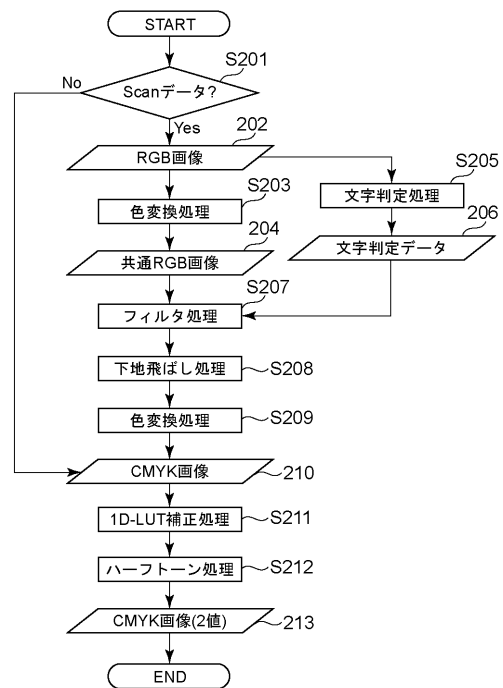 START
S201
No
Scanデータ?
Yes
202
RGB画像
S203
S205
文字判定処理
色変換処理
204
206
文字判定データ
共通RGB画像
S207
フィルタ処理
下地飛ばし処理
S208
色変換処理
S209
CMYK画像
210
1D-LUT補正処理
S211
ハーフトーン処理
S212
CMYK画像(2値)
213
END